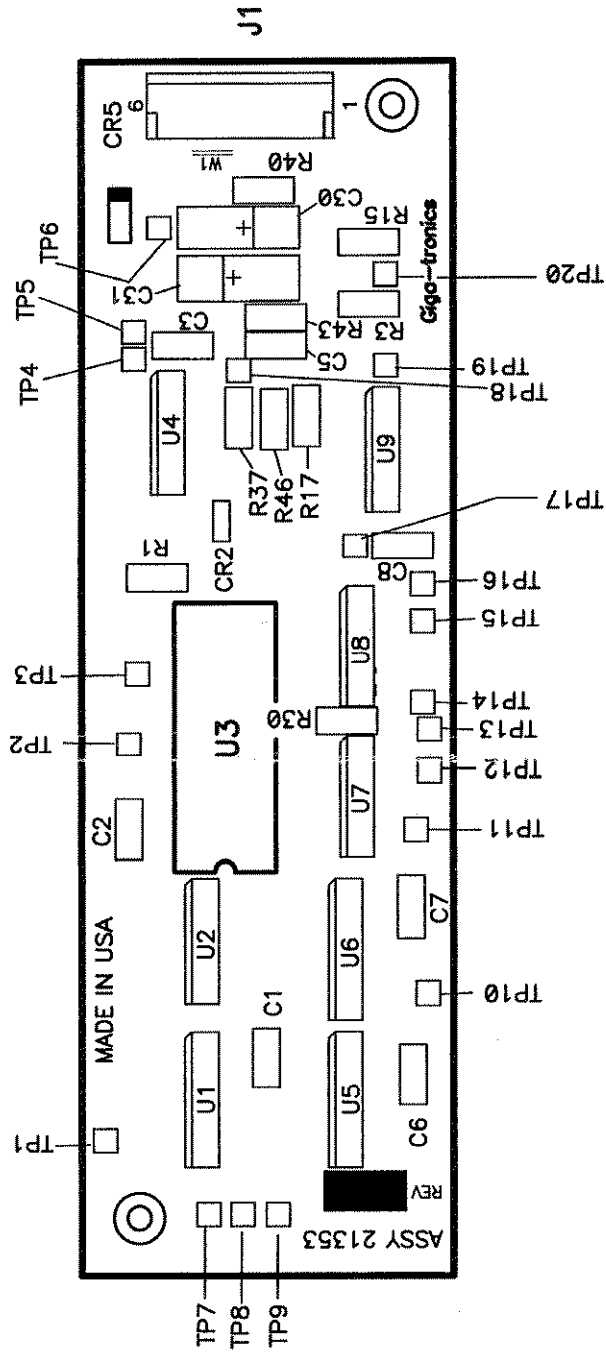 J1
6
1
CR5
W1
R40
C30
R15
Giga-tronics
TP6
C31
TP5
TP4
C3
R43
C5
R3
TP20
TP19
TP18
U4
R37
R46
R17
U9
TP17
R1
CR2
C8
TP16
TP15
TP3
TP2
U3
R30
U8
U7
TP14
TP13
TP12
TP11
C2
MADE IN USA
U2
U6
C7
C1
TP10
U1
U5
C6
TP1
REV
ASSY 21353
TP7
TP8
TP9
+
+